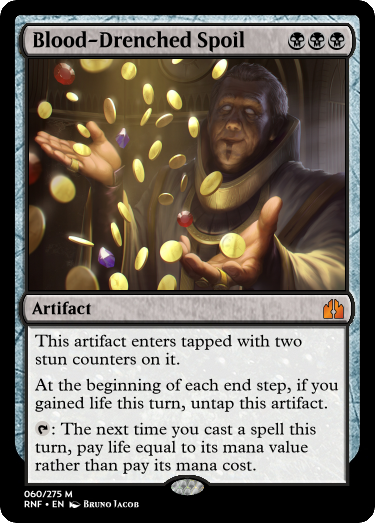 Blood-Drenched Spoil
Artifact
This artifact enters tapped with two
stun counters on it.
At the beginning of each end step, if you
gained life this turn, untap this artifact.
: The next time you cast a spell this
turn, pay life equal to its mana value
rather than pay its mana cost.
060/275 M
RNF • EN Bruno Jacob